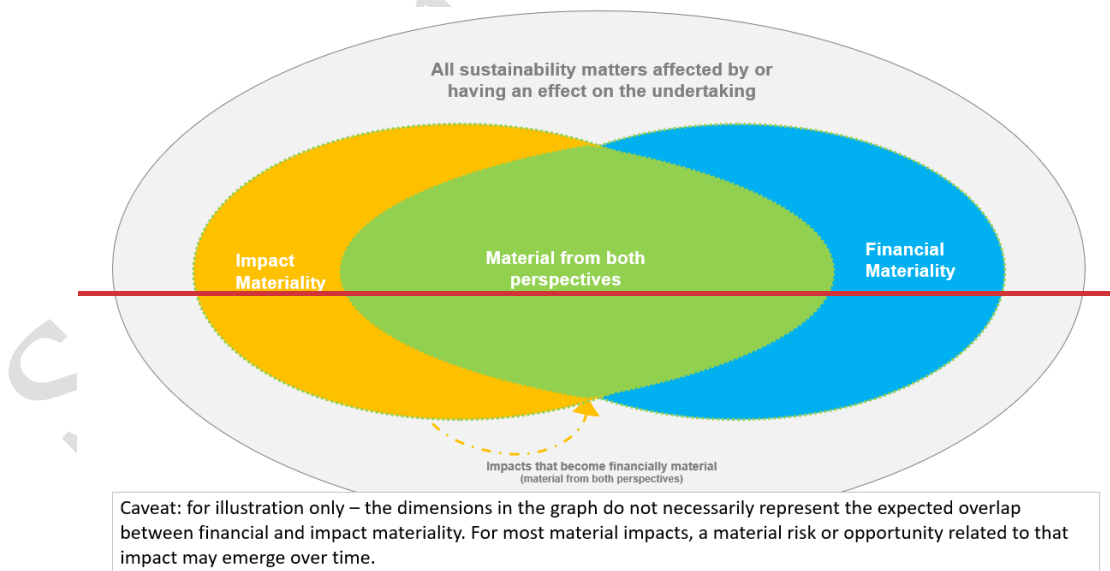 All sustainability matters affected by or
having an effect on the undertaking
Impact
Materiality
Material from both
perspectives
Financial
Materiality
Impacts that become financially material
(material from both perspectives)
Caveat: for illustration only – the dimensions in the graph do not necessarily represent the expected overlap
between financial and impact materiality. For most material impacts, a material risk or opportunity related to that
impact may emerge over time.